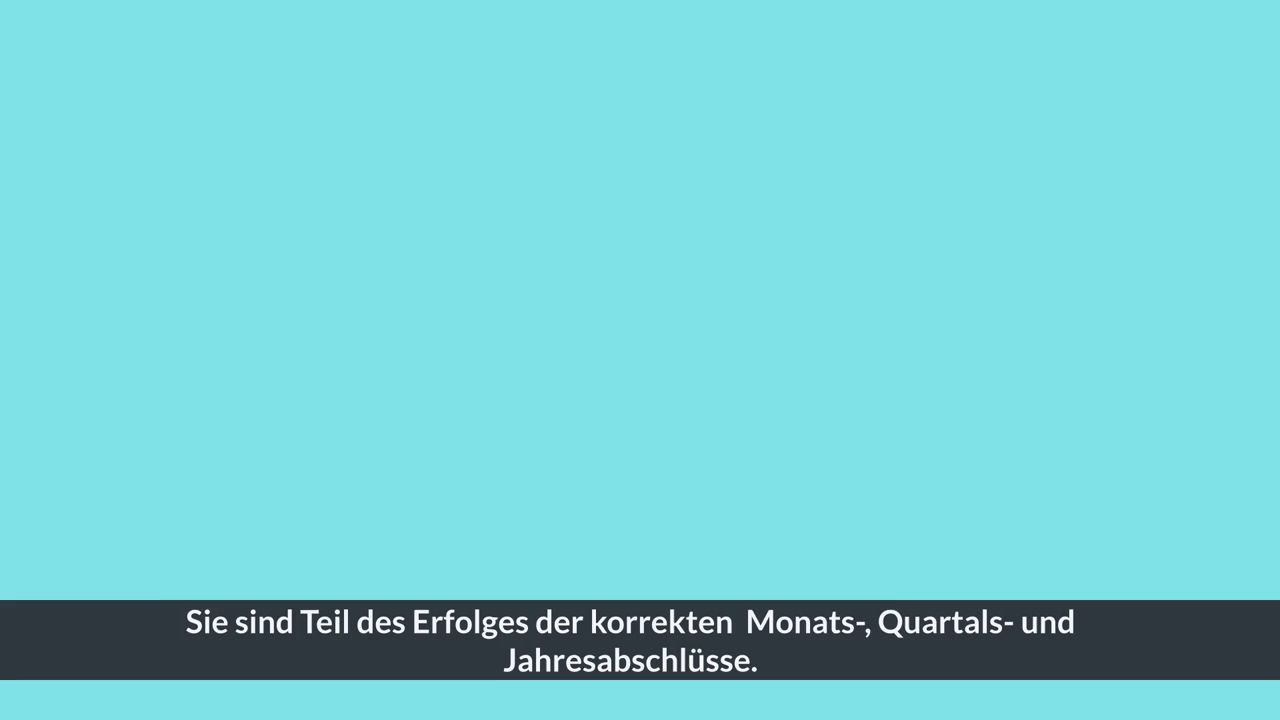 Sie sind Teil des Erfolges der korrekten  Monats-, Quartals- und
Jahresabschlüsse.